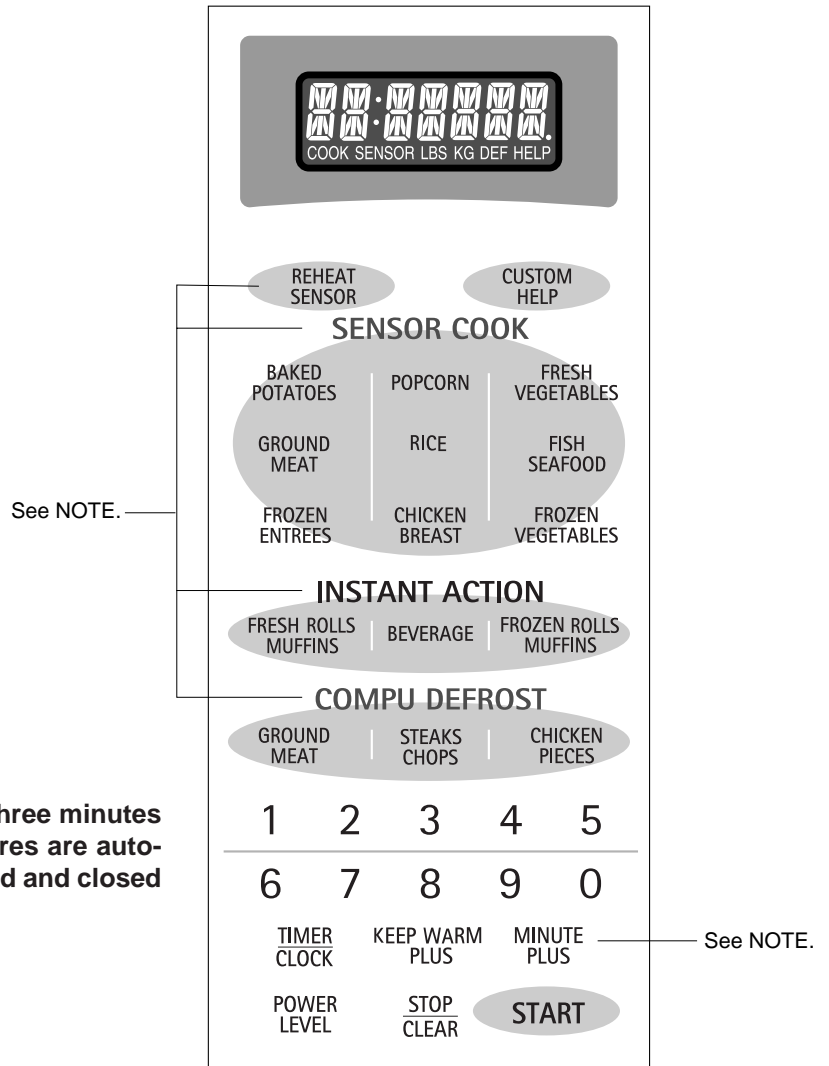 COOK SENSOR LBS KG DEF HELP
REHEAT
SENSOR
CUSTOM
HELP
SENSOR COOK
BAKED
POTATOES
POPCORN
FRESH
VEGETABLES
GROUND
MEAT
RICE
FISH
SEAFOOD
See NOTE.
FROZEN
ENTREES
CHICKEN
BREAST
FROZEN
VEGETABLES
INSTANT ACTION
FRESH ROLLS
MUFFINS
BEVERAGE
FROZEN ROLLS
MUFFINS
COMPU DEFROST
GROUND
MEAT
STEAKS
CHOPS
CHICKEN
PIECES
hree minutes
res are auto-
d and closed
1 2 3 4 5
6 7 8 9 0
TIMER
CLOCK
KEEP WARM
PLUS
MINUTE
PLUS
See NOTE.
POWER
LEVEL
STOP
CLEAR
START